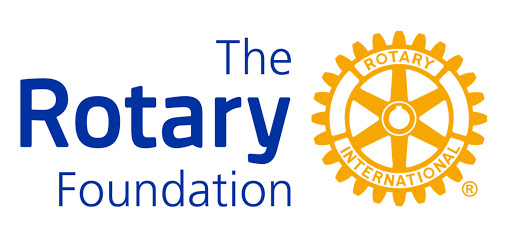 The
Rotary
Foundation
ROTARY
INTERNATIONAL
®